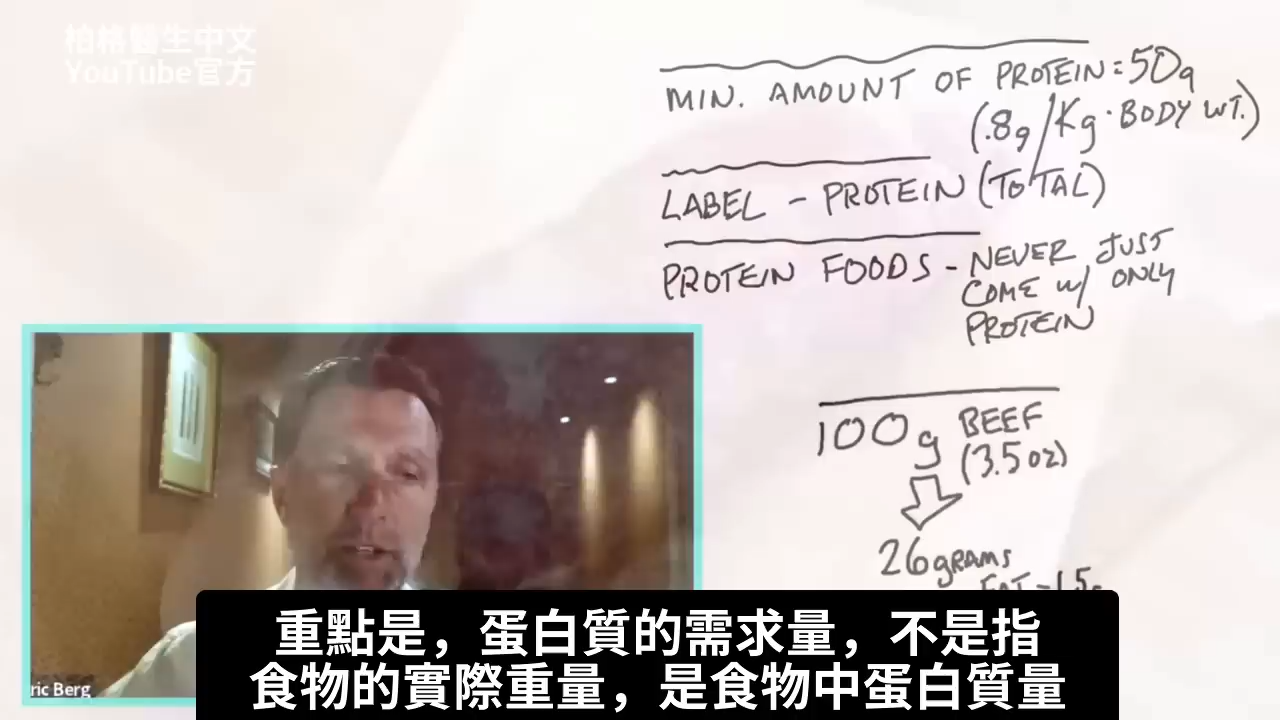 柏格醫生中文
YouTube官方
MIN. AMOUNT OF PROTEIN = 50g
(.8g/Kg·BODY WT.)
LABEL - PROTEIN (TOTAL)
PROTEIN FOODS - NEVER JUST
COME w/ ONLY
PROTEIN
100g BEEF
(3.5 oz)
26 gRAMS
ric Berg
重點是，蛋白質的需求量，不是指
食物的實際重量，是食物中蛋白質量